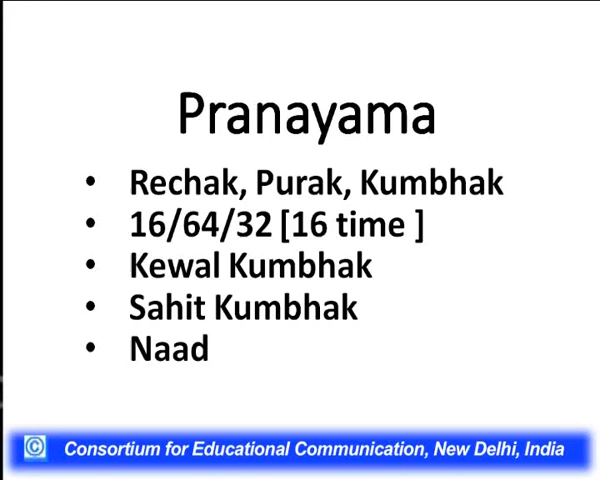 Pranayama
• Rechak, Purak, Kumbhak
• 16/64/32 [16 time ]
• Kewal Kumbhak
• Sahit Kumbhak
• Naad
© Consortium for Educational Communication, New Delhi, India